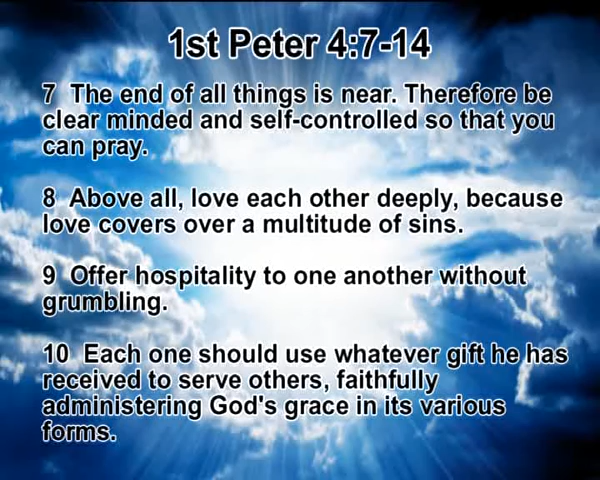 1st Peter 4:7-14
7 The end of all things is near. Therefore be
clear minded and self-controlled so that you
can pray.
8 Above all, love each other deeply, because
love covers over a multitude of sins.
9 Offer hospitality to one another without
grumbling.
10 Each one should use whatever gift he has
received to serve others, faithfully
administering God's grace in its various
forms.